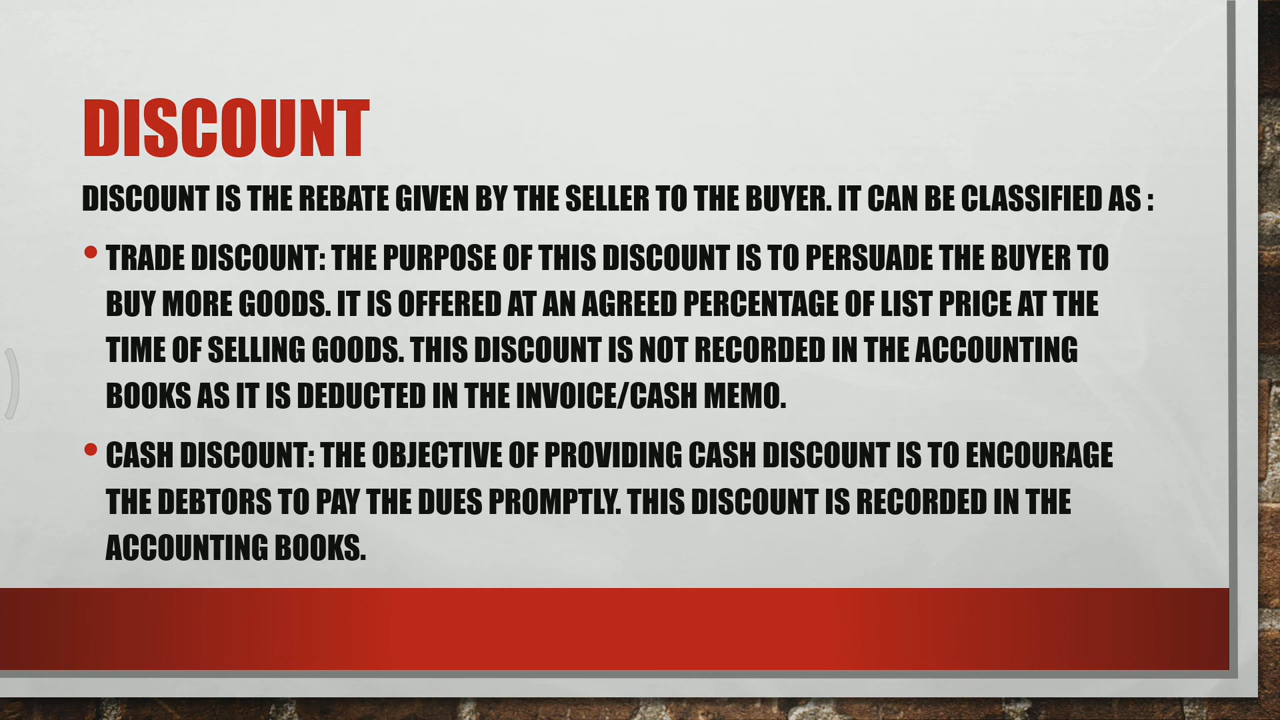 DISCOUNT
DISCOUNT IS THE REBATE GIVEN BY THE SELLER TO THE BUYER. IT CAN BE CLASSIFIED AS :
• TRADE DISCOUNT: THE PURPOSE OF THIS DISCOUNT IS TO PERSUADE THE BUYER TO
BUY MORE GOODS. IT IS OFFERED AT AN AGREED PERCENTAGE OF LIST PRICE AT THE
TIME OF SELLING GOODS. THIS DISCOUNT IS NOT RECORDED IN THE ACCOUNTING
BOOKS AS IT IS DEDUCTED IN THE INVOICE/CASH MEMO.
• CASH DISCOUNT: THE OBJECTIVE OF PROVIDING CASH DISCOUNT IS TO ENCOURAGE
THE DEBTORS TO PAY THE DUES PROMPTLY. THIS DISCOUNT IS RECORDED IN THE
ACCOUNTING BOOKS.